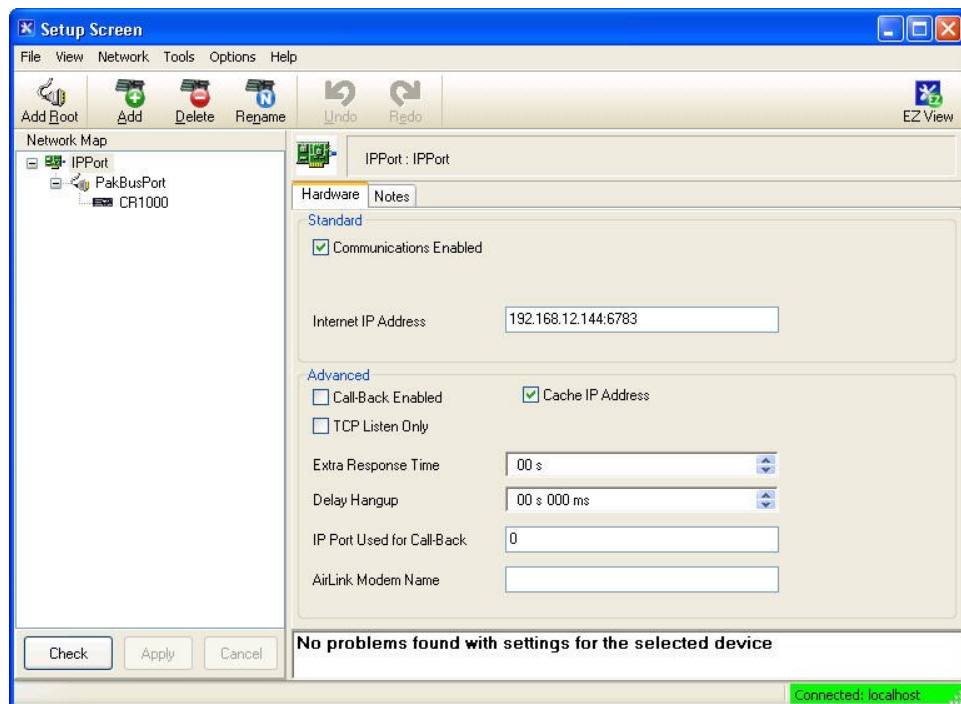 Setup Screen
File View Network Tools Options Help
Add Root Add Delete Rename Undo Redo EZ View
Network Map
IPPort
PakBusPort
CR1000
IPPort : IPPort
Hardware Notes
Standard
Communications Enabled
Internet IP Address 192.168.12.144:6783
Advanced
Call-Back Enabled Cache IP Address
TCP Listen Only
Extra Response Time 00 s
Delay Hangup 00 s 000 ms
IP Port Used for Call-Back 0
AirLink Modem Name
Check Apply Cancel
No problems found with settings for the selected device
Connected: localhost